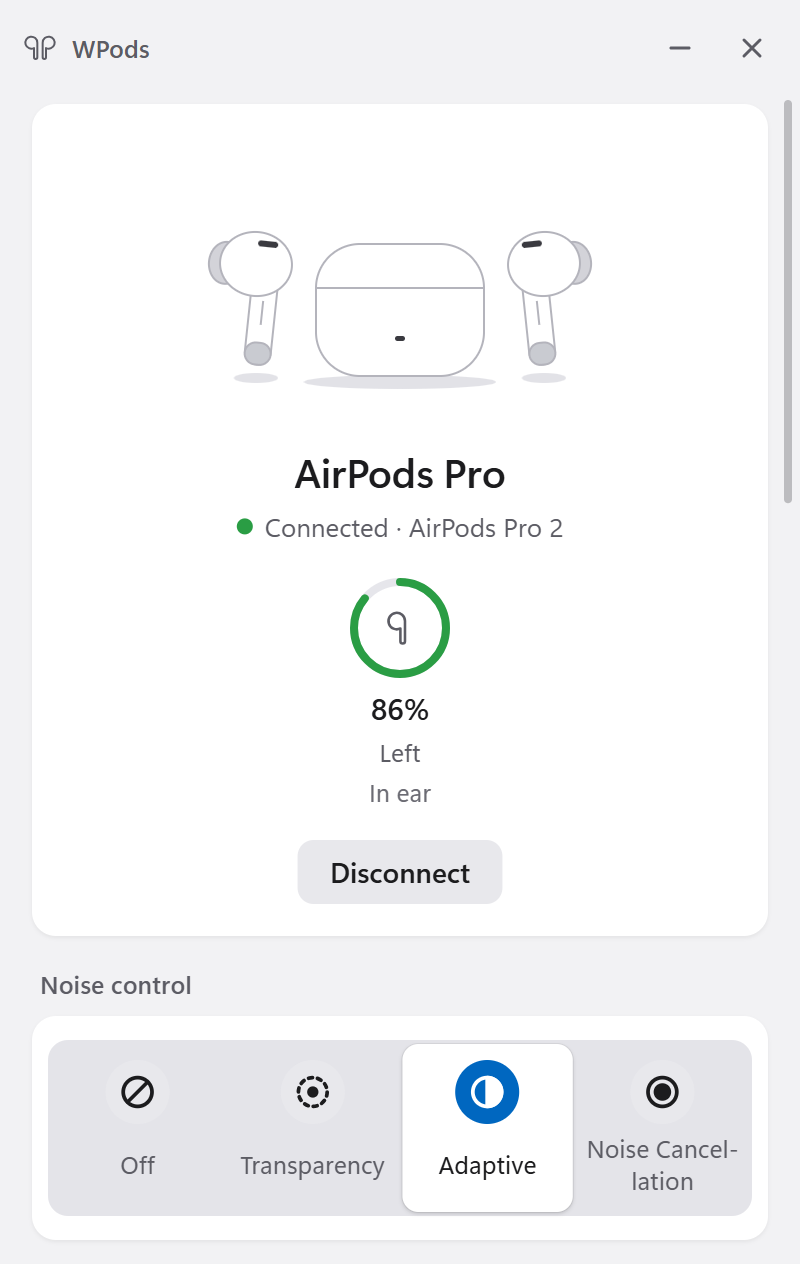 WPods
AirPods Pro
Connected · AirPods Pro 2
86%
Left
In ear
Disconnect
Noise control
Off
Transparency
Adaptive
Noise Cancel-
lation